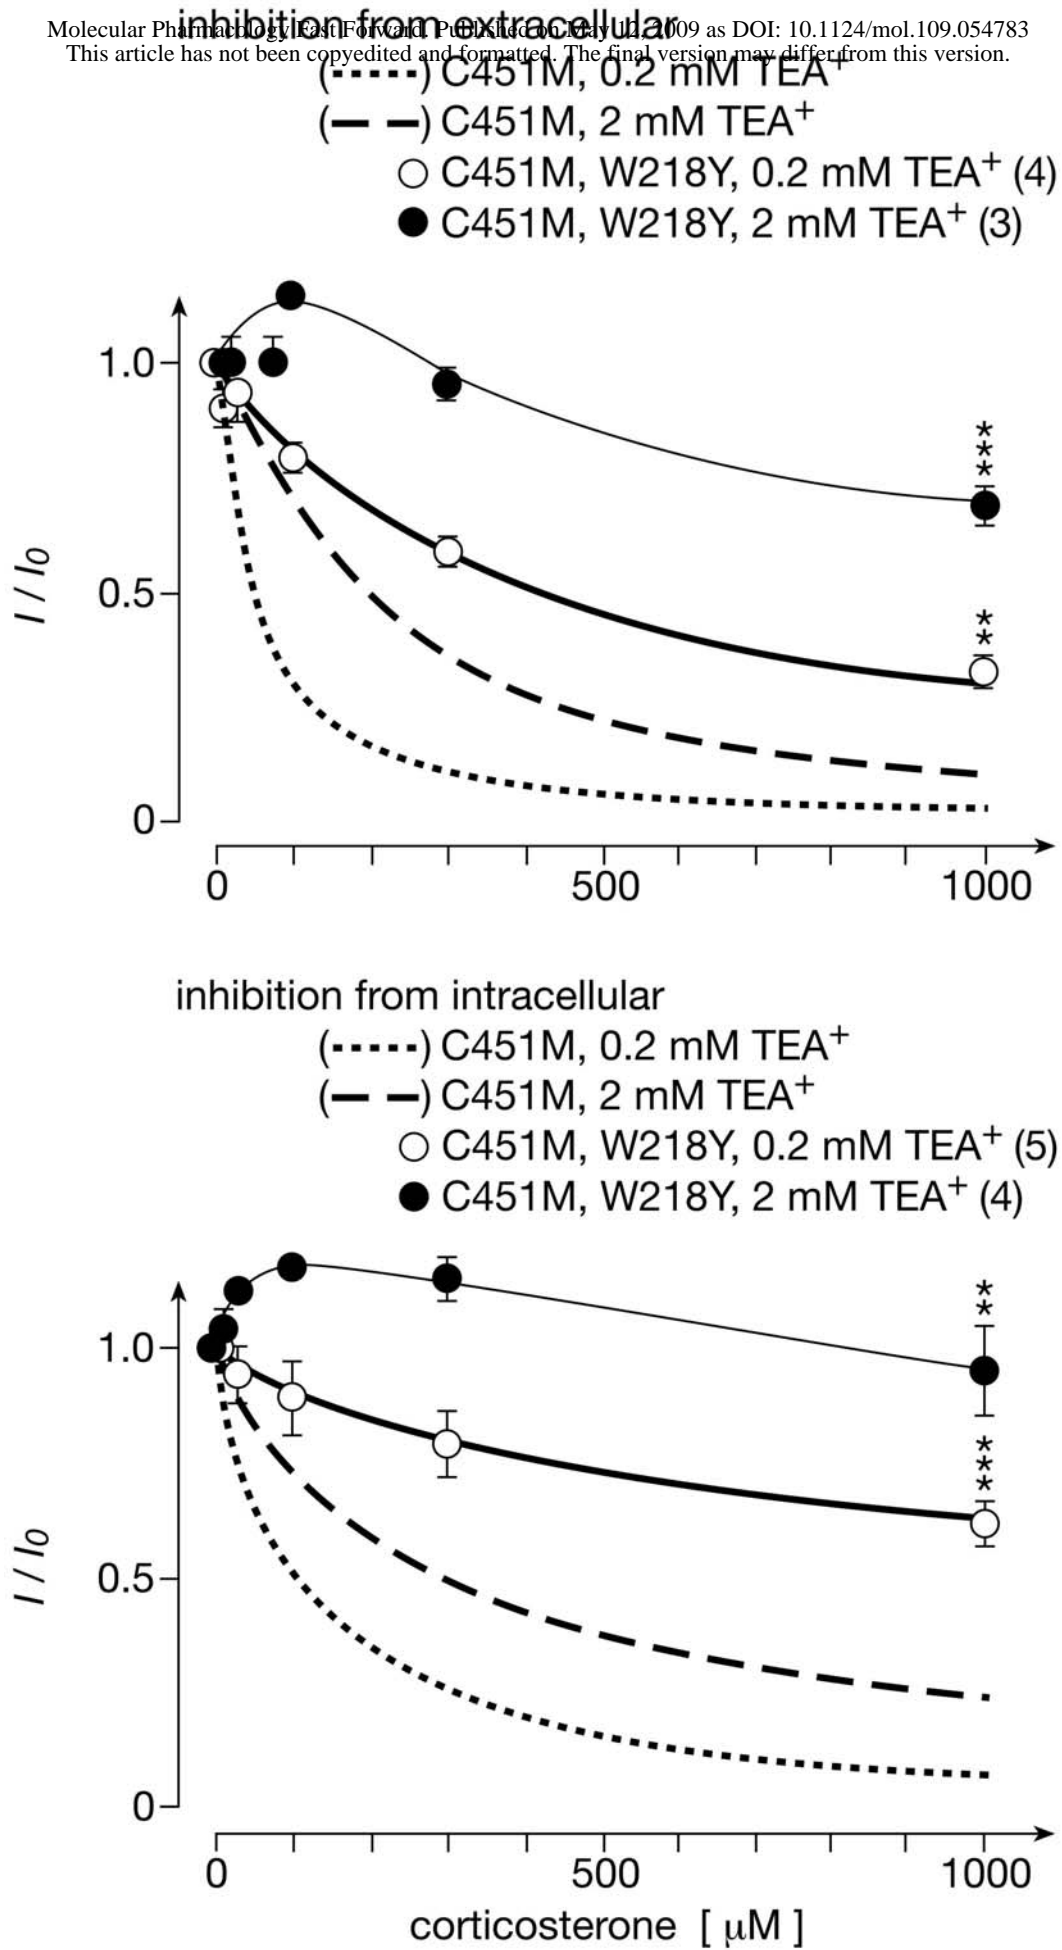 Molecular Pharmacology Fast Forward. Published on May 12, 2009 as DOI: 10.1124/mol.109.054783
This article has not been copyedited and formatted. The final version may differ from this version.
inhibition from extracellular
(······) C451M, 0.2 mM TEA⁺
(— —) C451M, 2 mM TEA⁺
○ C451M, W218Y, 0.2 mM TEA⁺ (4)
● C451M, W218Y, 2 mM TEA⁺ (3)
1.0
***
I / I₀
0.5
**
0
0 500 1000
inhibition from intracellular
(······) C451M, 0.2 mM TEA⁺
(— —) C451M, 2 mM TEA⁺
○ C451M, W218Y, 0.2 mM TEA⁺ (5)
● C451M, W218Y, 2 mM TEA⁺ (4)
**
1.0
***
I / I₀
0.5
0
0 500 1000
corticosterone [ μM ]